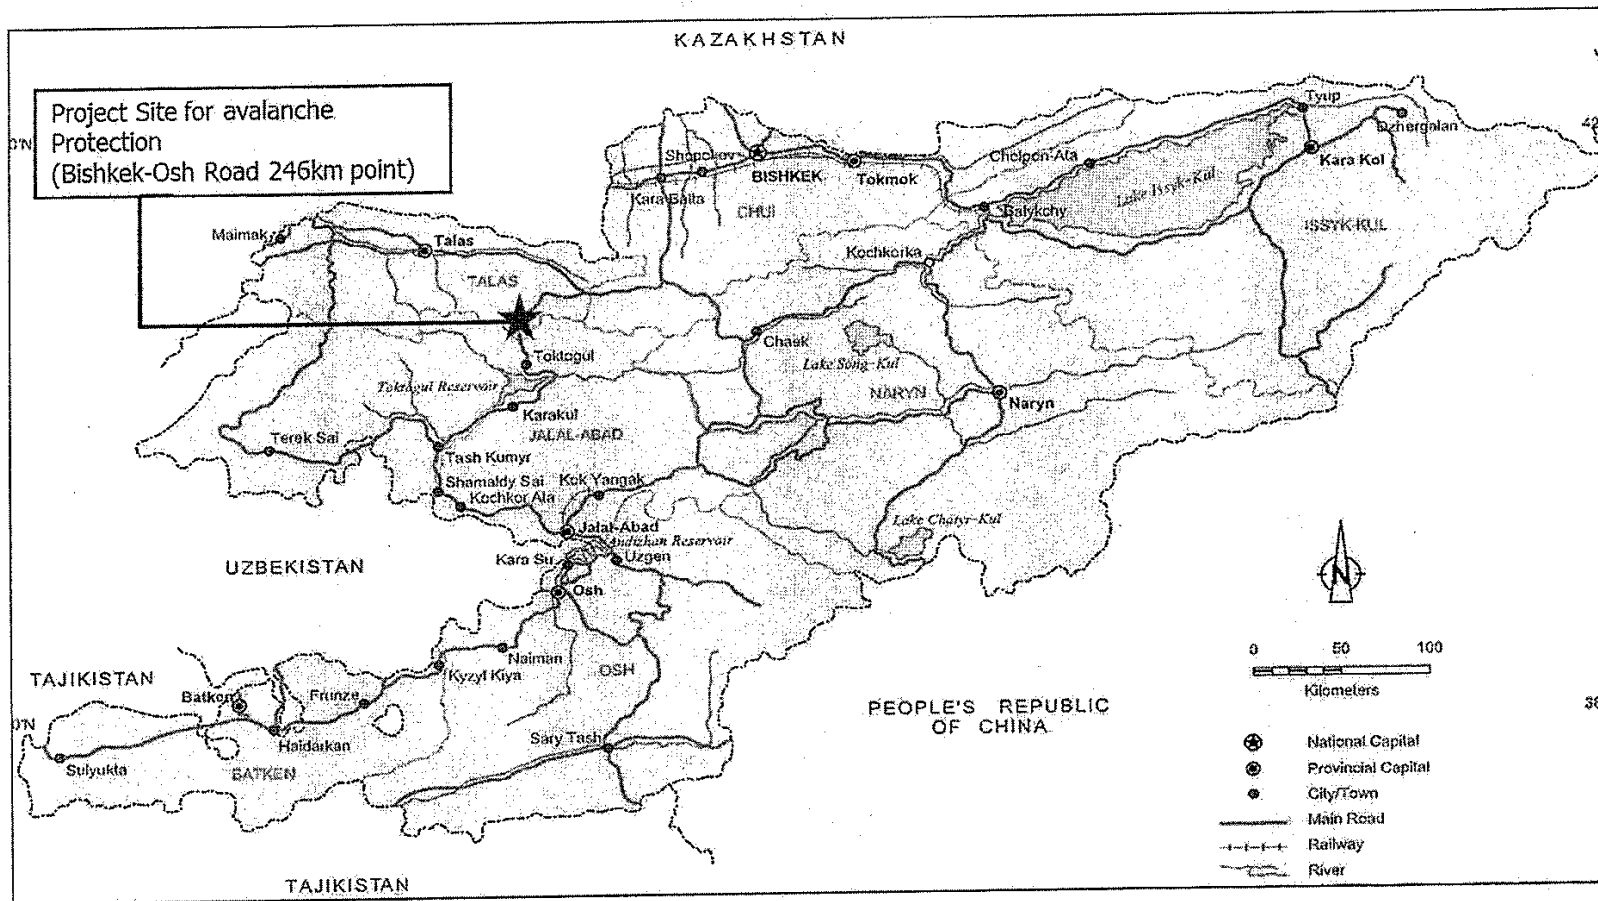 KAZAKHSTAN
Project Site for avalanche
Protection
(Bishkek-Osh Road 246km point)
0'N
42
Tyup
Dzhergalan
Shopokov
BISHKEK
Tokmok
Cholpon-Ata
Kara Kol
Lake Issyk-Kul
Kara Balta
CHUI
Balykchy
ISSYK-KUL
Maimak
Talas
Kochkorka
TALAS
Chaek
Toktogul
Lake Song-Kul
Toktogul Reservoir
NARYN
Naryn
Karakul
JALAL-ABAD
Terek Sai
Tash Kumyr
Shamaldy Sai
Kok Yangak
Kochkor Ala
Lake Chatyr-Kul
Jalal-Abad
Andizhan Reservoir
UZBEKISTAN
Kara Su
Uzgen
N
Osh
0 50 100
Kilometers
Naiman
OSH
TAJIKISTAN
Kyzyl Kiya
Batken
Frunze
PEOPLE'S REPUBLIC
OF CHINA
38
0'N
Haidarkan
Sary Tash
Sulyukta
BATKEN
National Capital
Provincial Capital
City/Town
Main Road
Railway
River
TAJIKISTAN